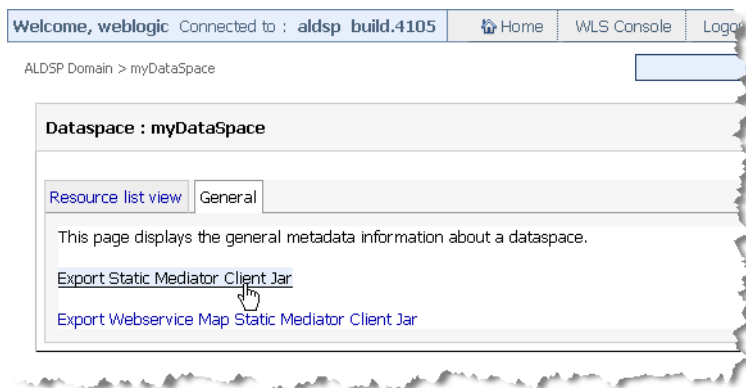 Welcome, weblogic Connected to : aldsp build.4105 Home WLS Console
ALDSP Domain > myDataSpace
Dataspace : myDataSpace
Resource list view General
This page displays the general metadata information about a dataspace.
Export Static Mediator Client Jar
Export Webservice Map Static Mediator Client Jar